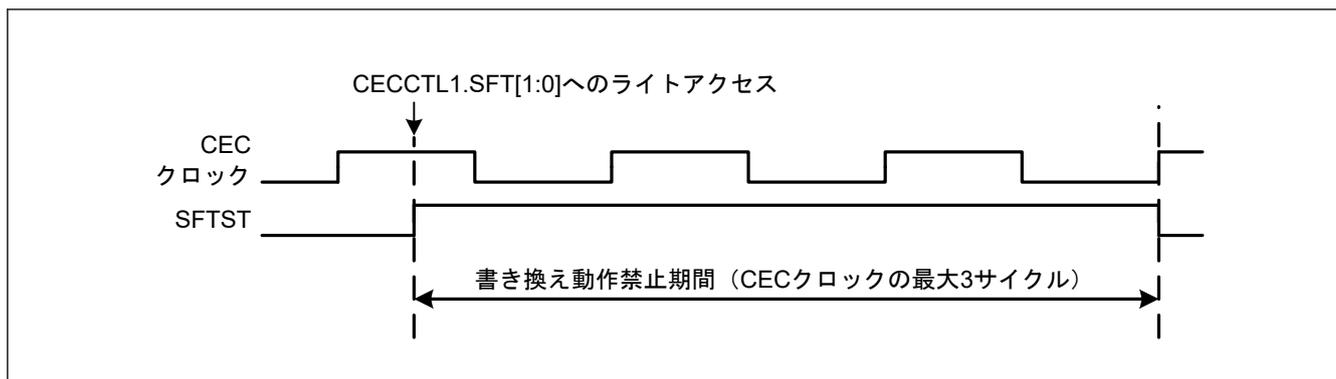 CECCTL1.SFT[1:0]へのライトアクセス
CEC
クロック
SFTST
書き換え動作禁止期間（CECクロックの最大3サイクル）